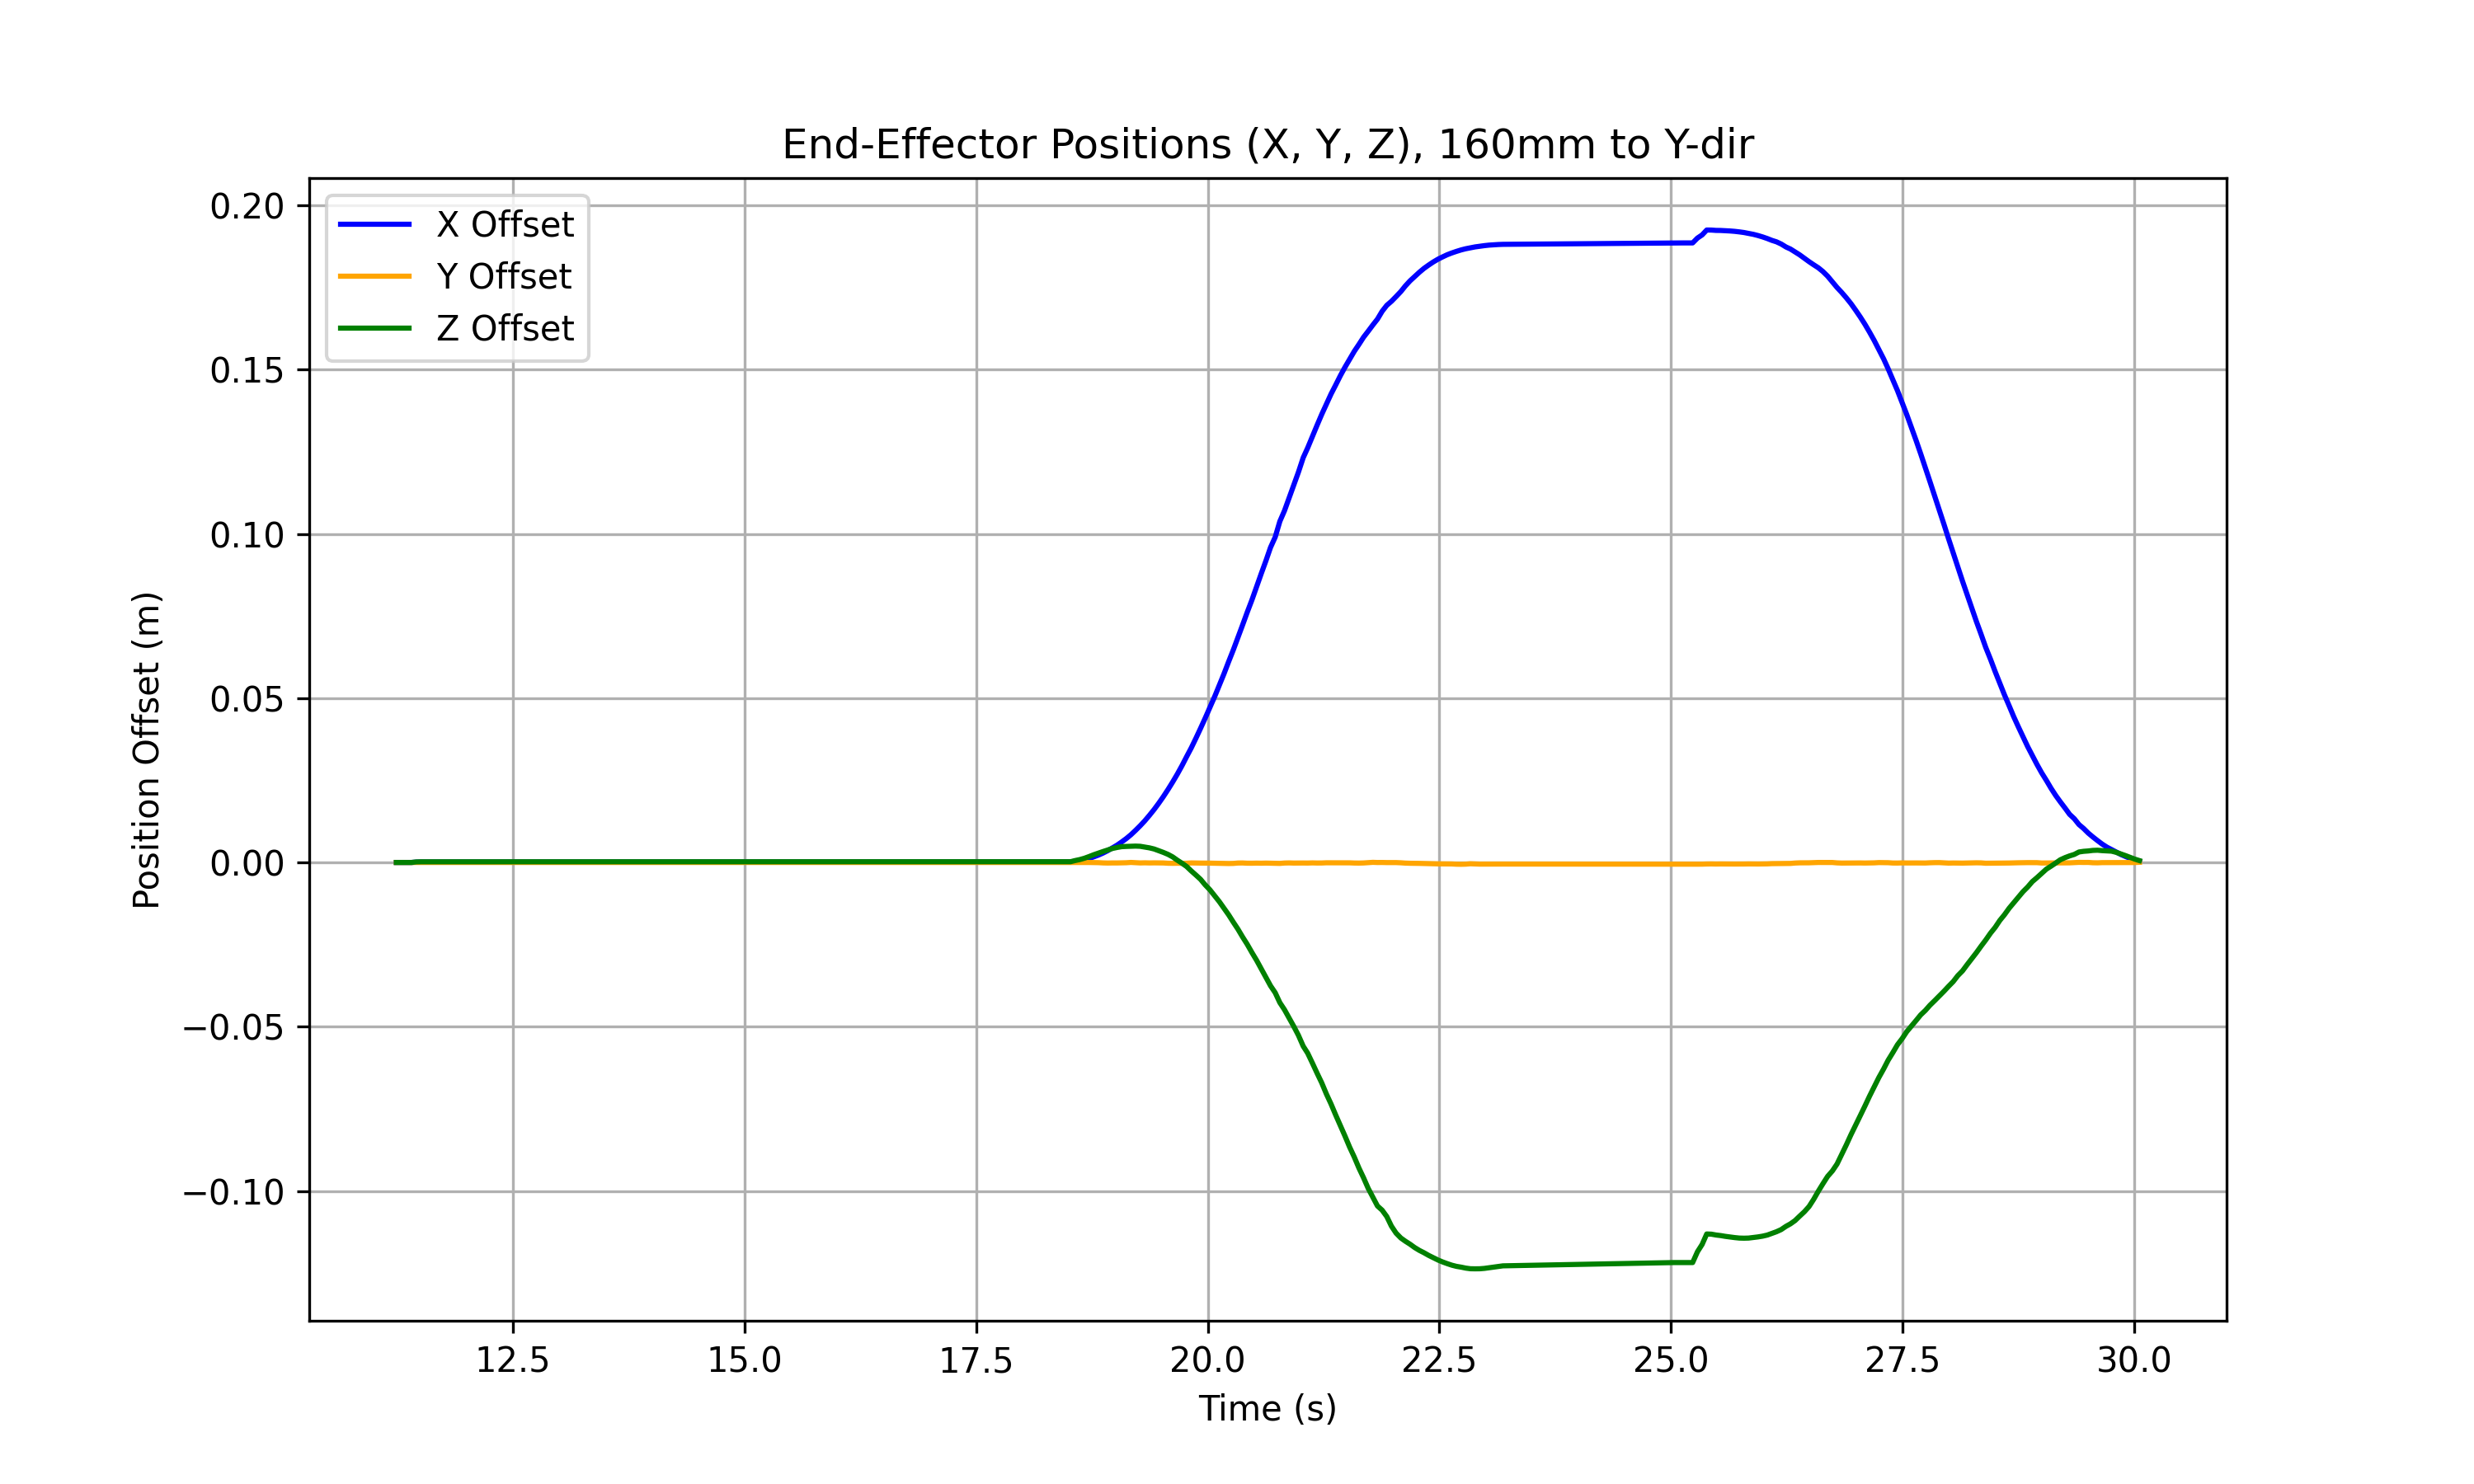 End-Effector Positions (X, Y, Z), 160mm to Y-dir
X Offset
Y Offset
Z Offset
Position Offset (m)
0.20
0.15
0.10
0.05
0.00
−0.05
−0.10
12.5 15.0 17.5 20.0 22.5 25.0 27.5 30.0
Time (s)